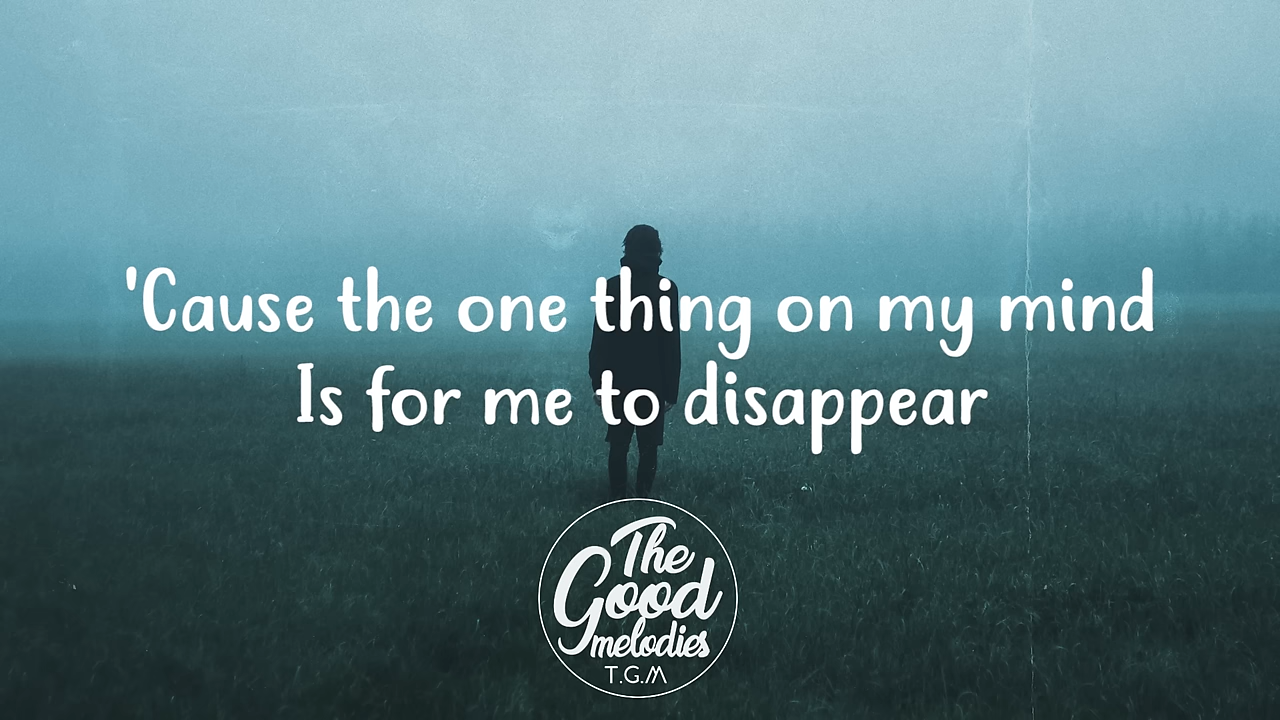 'Cause the one thing on my mind
Is for me to disappear
The
Good
melodies
T.G.M